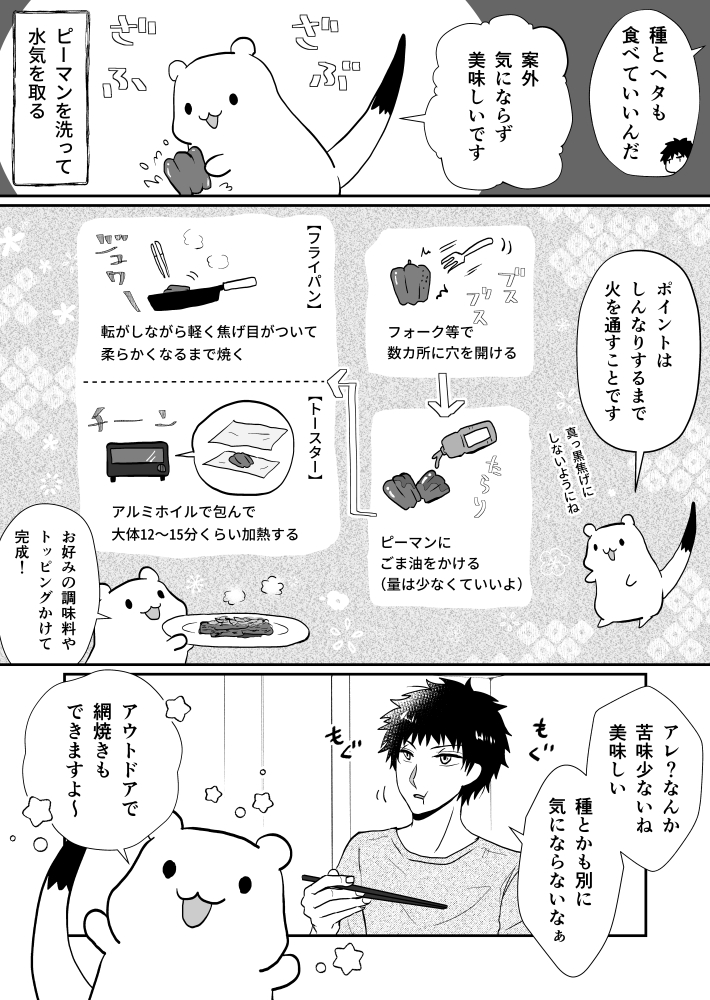 種とヘタも
食べていいんだ
案外
気にならず
美味しいです
ざぶ
ざぶ
ピーマンを洗って
水気を取る
ポイントは
しんなりするまで
火を通すことです
真っ黒焦げに
しないようにね
ブス
ブス
フォーク等で
数カ所に穴を開ける
たらり
ピーマンに
ごま油をかける
（量は少なくていいよ）
【フライパン】
ジュウー
転がしながら軽く焦げ目がついて
柔らかくなるまで焼く
【トースター】
チーン
アルミホイルで包んで
大体12〜15分くらい加熱する
お好みの調味料や
トッピングかけて
完成！
アレ？なんか
苦味少ないね
美味しい
種とかも別に
気にならないなぁ
もぐ
もぐ
アウトドアで
網焼きも
できますよ〜